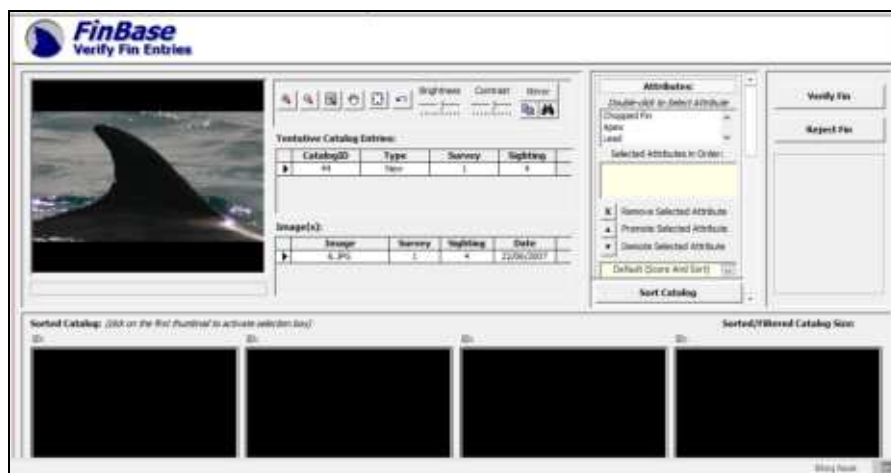 FinBase
Verify Fin Entries
Brightness Contrast Mirror
Tentative Catalog Entries:
CatalogID Type Survey Sighting
44 New 1 4
Image(s):
Image Survey Sighting Date
6.JPG 1 4 22/06/2007
Attributes:
Double-click to Select Attribute
Chopped Fin
Apex
Lead
Selected Attributes in Order:
X Remove Selected Attribute
Promote Selected Attribute
Demote Selected Attribute
Default (Score And Sort)
Sort Catalog
Verify Fin
Reject Fin
Sorted Catalog: (click on the first thumbnail to activate selection box)
Sorted/Filtered Catalog Size:
ID: ID: ID: ID: